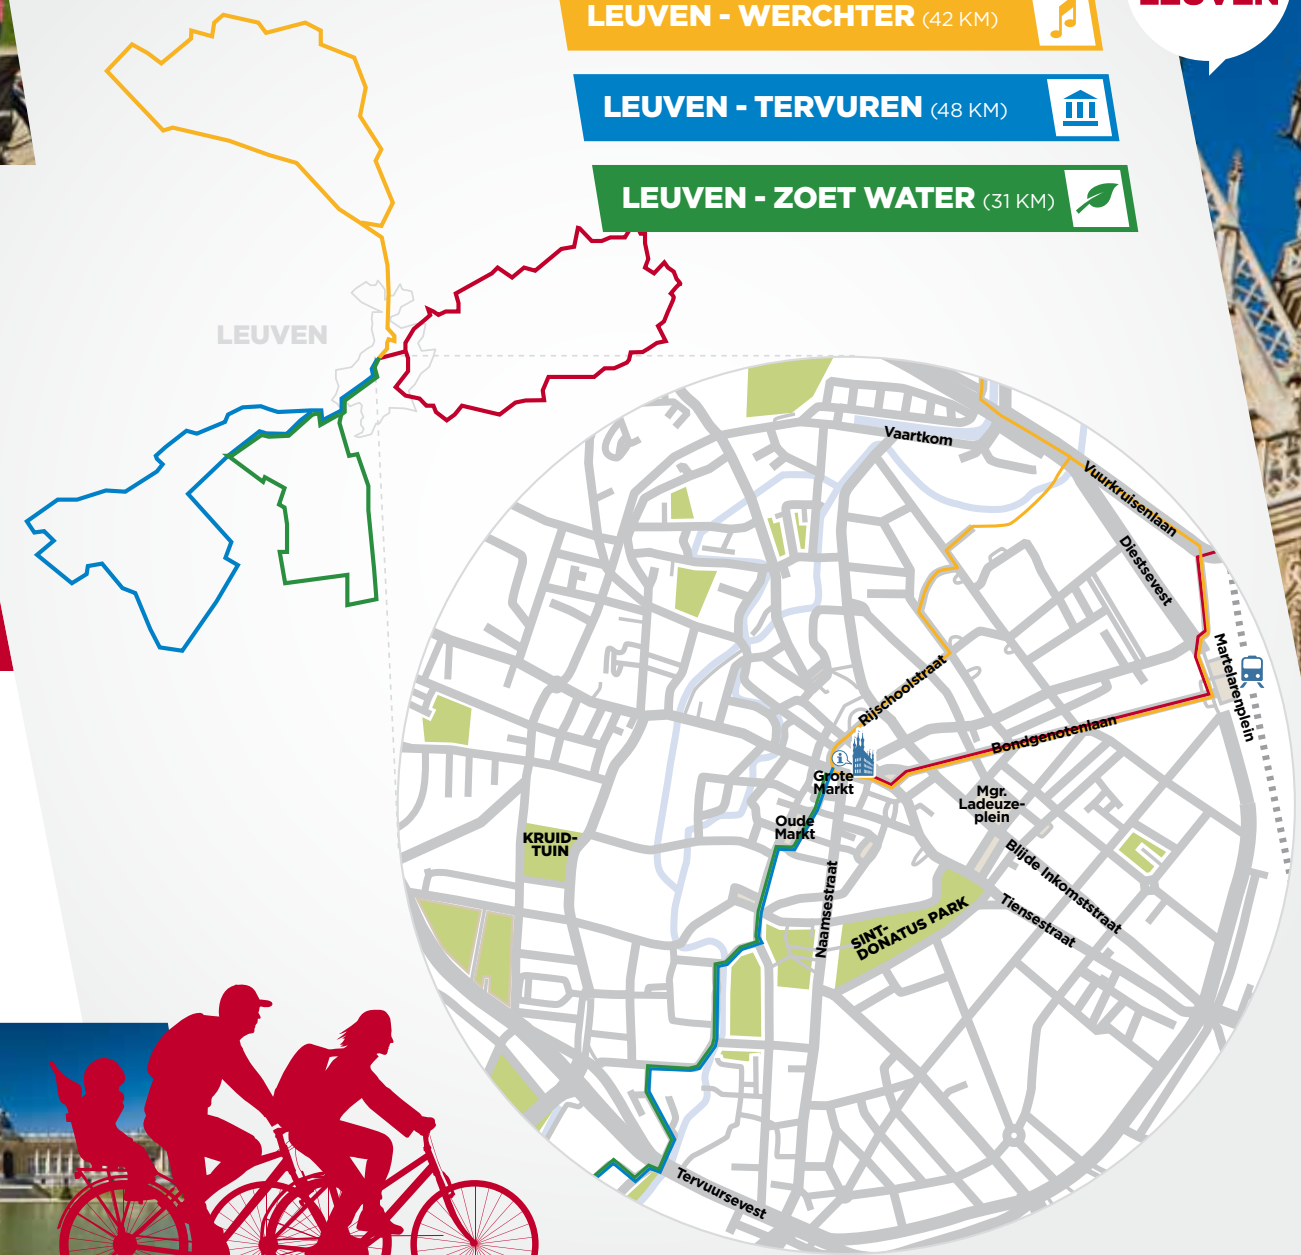 LEUVEN - WERCHTER (42 KM)
LEUVEN
LEUVEN - TERVUREN (48 KM)
LEUVEN - ZOET WATER (31 KM)
LEUVEN
Vaartkom
Vuurkruisenlaan
Diestsevest
Martelarenplein
Rijschoolstraat
Bondgenotenlaan
i
Grote
Markt
Mgr.
Ladeuze-
plein
Oude
Markt
KRUID-
TUIN
Blijde Inkomststraat
Naamsestraat
SINT-
DONATUS PARK
Tiensestraat
Tervuursevest